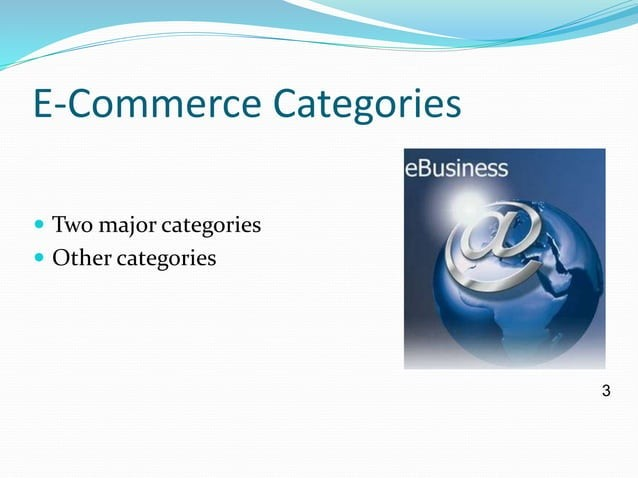 E-Commerce Categories
eBusiness
@
Two major categories
Other categories
3